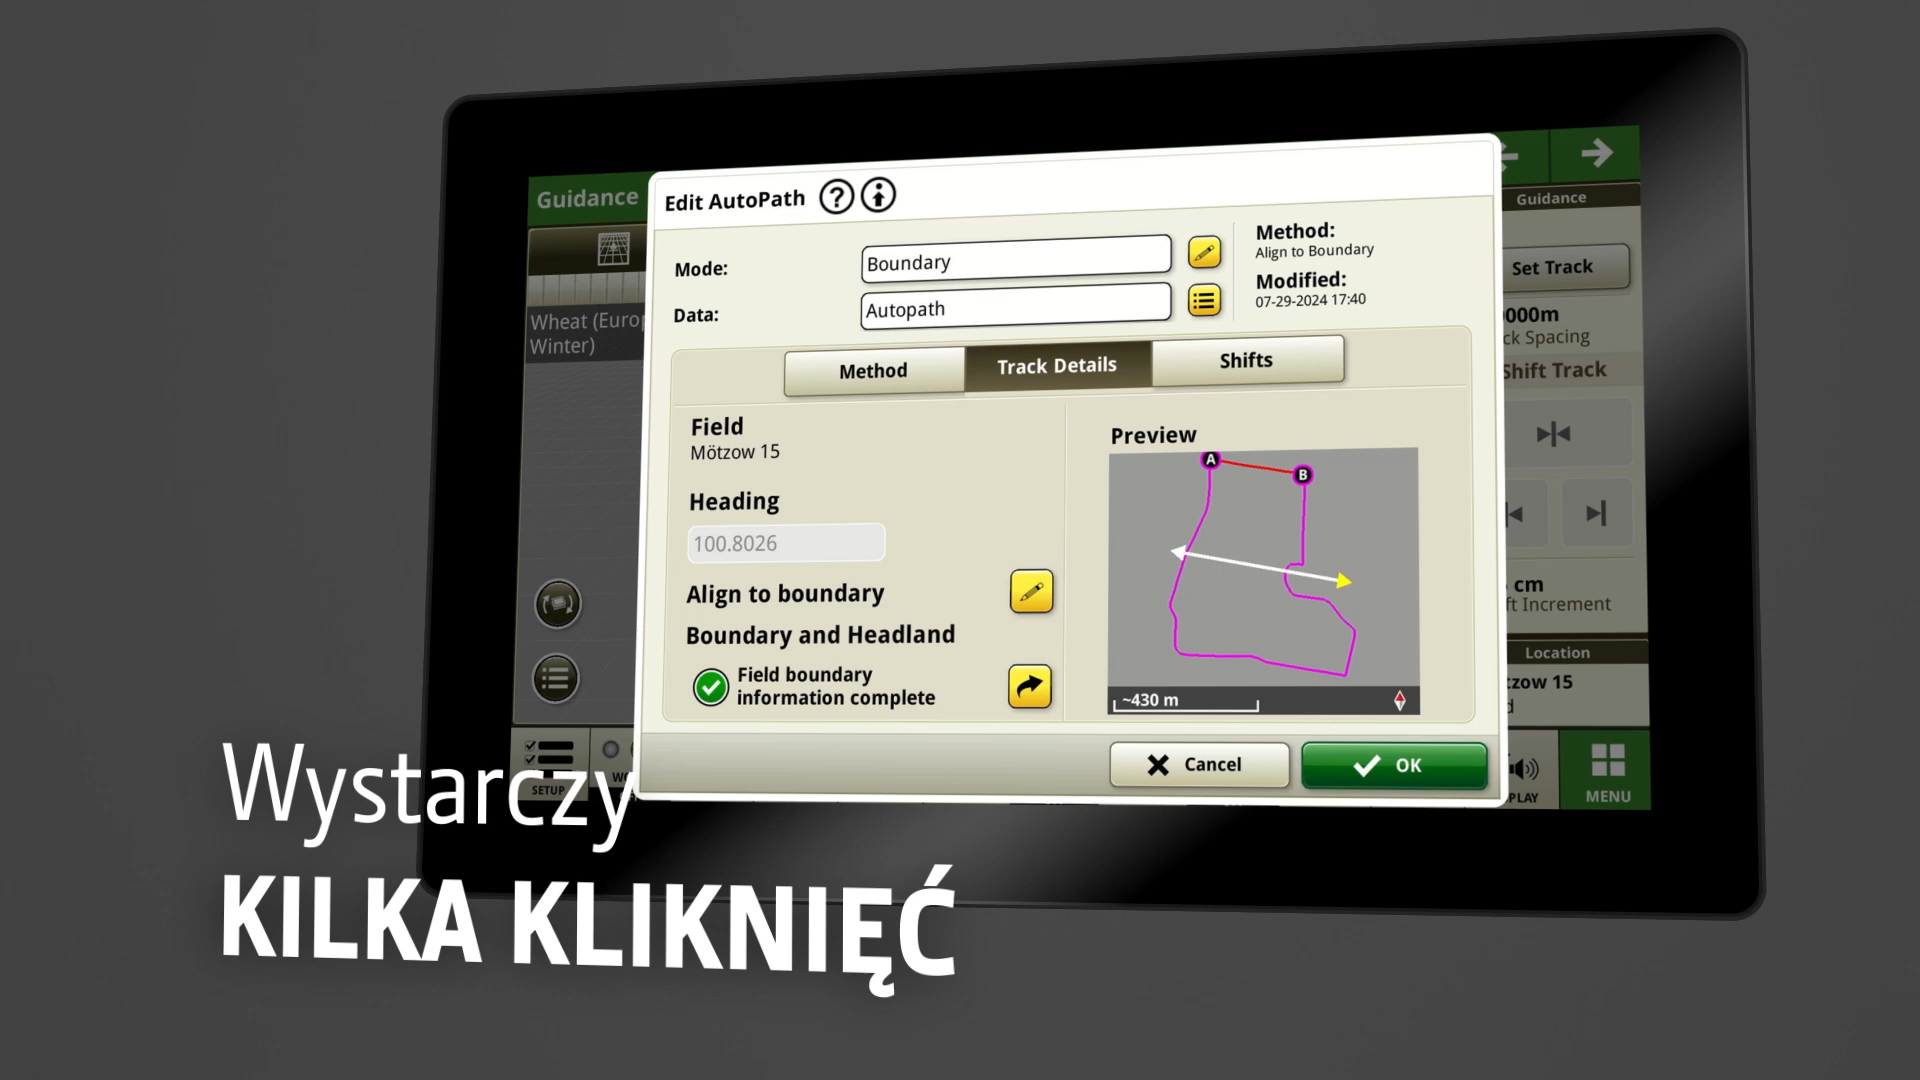 Guidance
Wheat (Europ
Winter)
SETUP
Edit AutoPath
Mode:
Boundary
Data:
Autopath
Method:
Align to Boundary
Modified:
07-29-2024 17:40
Method
Track Details
Shifts
Field
Mötzow 15
Heading
100.8026
Align to boundary
Boundary and Headland
Field boundary
information complete
Preview
A
B
~430 m
Cancel
OK
Guidance
Set Track
000m
ck Spacing
Shift Track
cm
ft Increment
Location
tzow 15
PLAY
MENU
Wystarczy
KILKA KLIKNIĘĆ